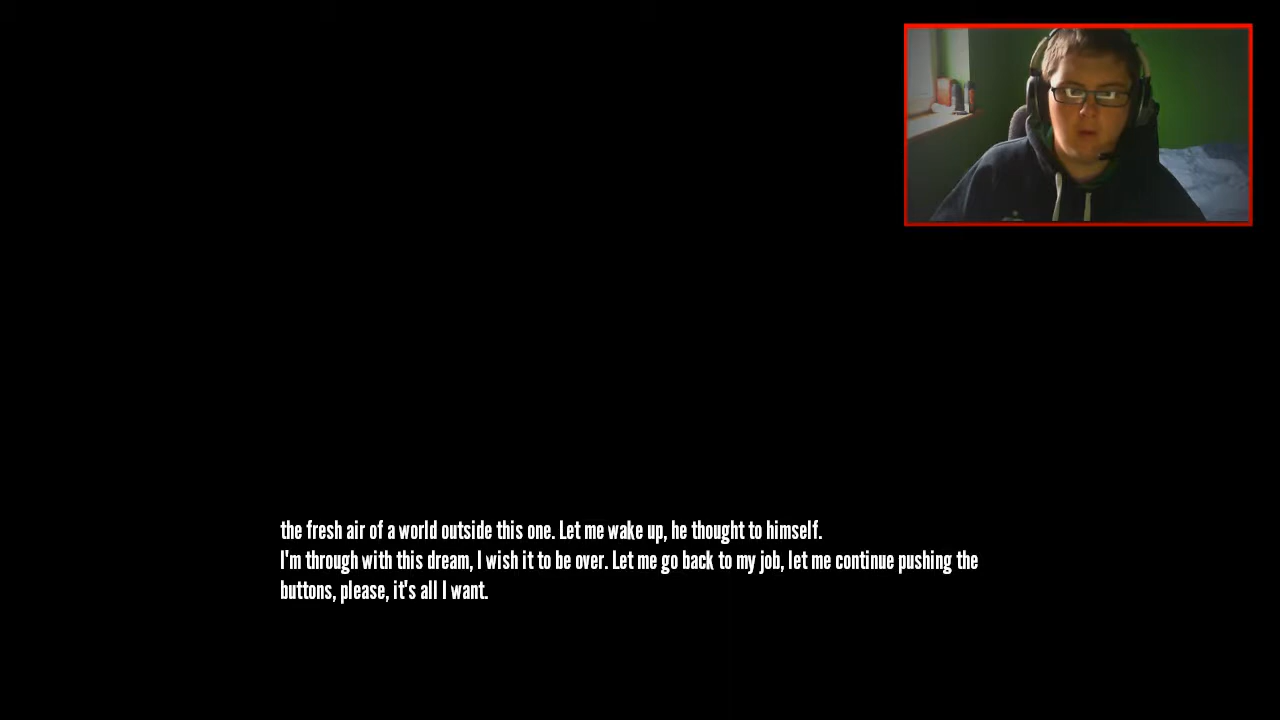 the fresh air of a world outside this one. Let me wake up, he thought to himself.
I'm through with this dream, I wish it to be over. Let me go back to my job, let me continue pushing the
buttons, please, it's all I want.